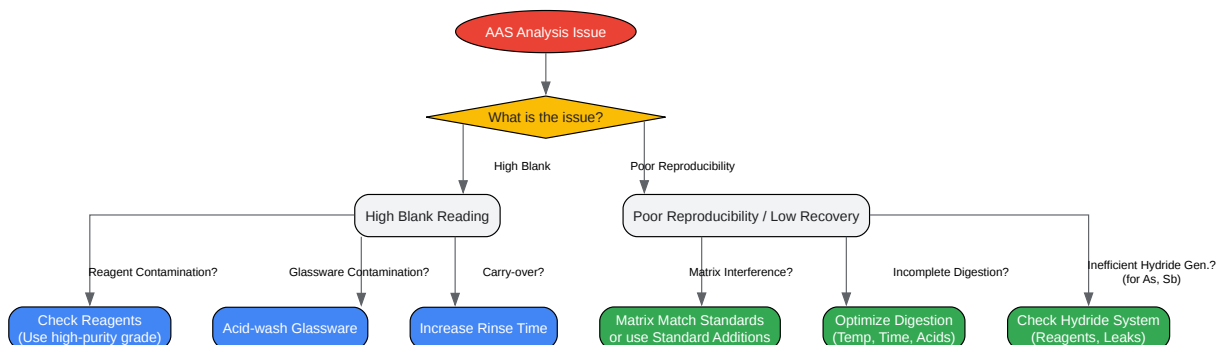 AAS Analysis Issue
What is the issue?
High Blank
Poor Reproducibility
High Blank Reading
Poor Reproducibility / Low Recovery
Reagent Contamination?
Glassware Contamination?
Carry-over?
Matrix Interference?
Incomplete Digestion?
Inefficient Hydride Gen.?
(for As, Sb)
Check Reagents
(Use high-purity grade)
Acid-wash Glassware
Increase Rinse Time
Matrix Match Standards
or use Standard Additions
Optimize Digestion
(Temp, Time, Acids)
Check Hydride System
(Reagents, Leaks)